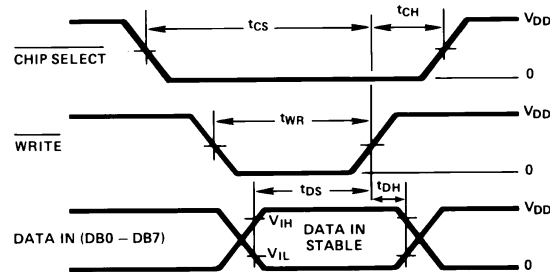 tCS
tCH
VDD
CHIP SELECT
0
tWR
VDD
WRITE
0
tDS
tDH
VDD
VIH
DATA IN (DB0 – DB7)
DATA IN
STABLE
VIL
0